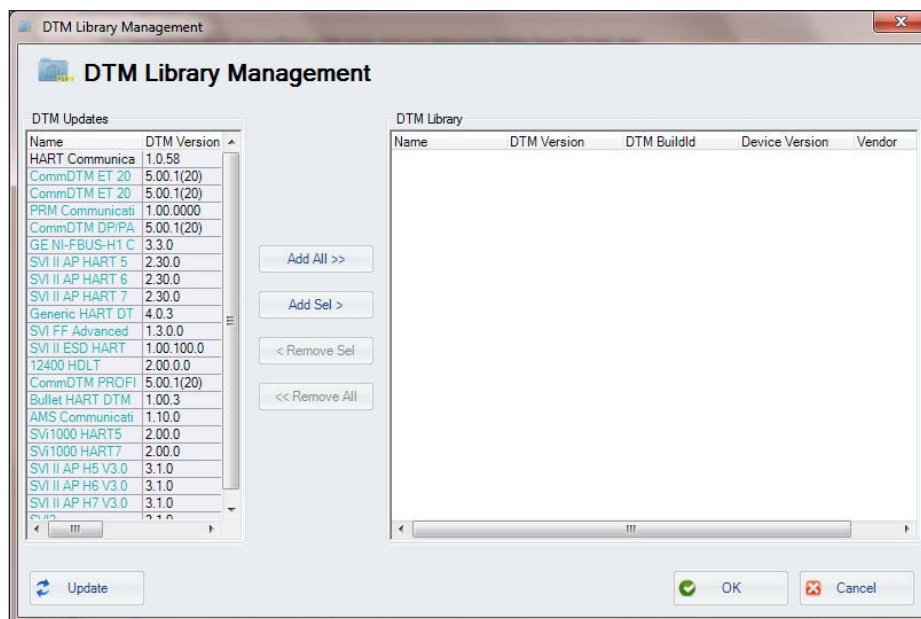 DTM Library Management
DTM Library Management
DTM Updates
Name DTM Version
HART Communica 1.0.58
CommDTM ET 20 5.00.1(20)
CommDTM ET 20 5.00.1(20)
PRM Communicati 1.00.0000
CommDTM DP/PA 5.00.1(20)
GE NI-FBUS-H1 C 3.3.0
SVI II AP HART 5 2.30.0
SVI II AP HART 6 2.30.0
SVI II AP HART 7 2.30.0
Generic HART DT 4.0.3
SVI FF Advanced 1.3.0.0
SVI II ESD HART 1.00.100.0
12400 HDLT 2.00.0.0
CommDTM PROFI 5.00.1(20)
Bullet HART DTM 1.00.3
AMS Communicati 1.10.0
SVi1000 HART5 2.00.0
SVi1000 HART7 2.00.0
SVI II AP H5 V3.0 3.1.0
SVI II AP H6 V3.0 3.1.0
SVI II AP H7 V3.0 3.1.0
Add All >>
Add Sel >
< Remove Sel
<< Remove All
DTM Library
Name DTM Version DTM BuildId Device Version Vendor
Update
OK
Cancel